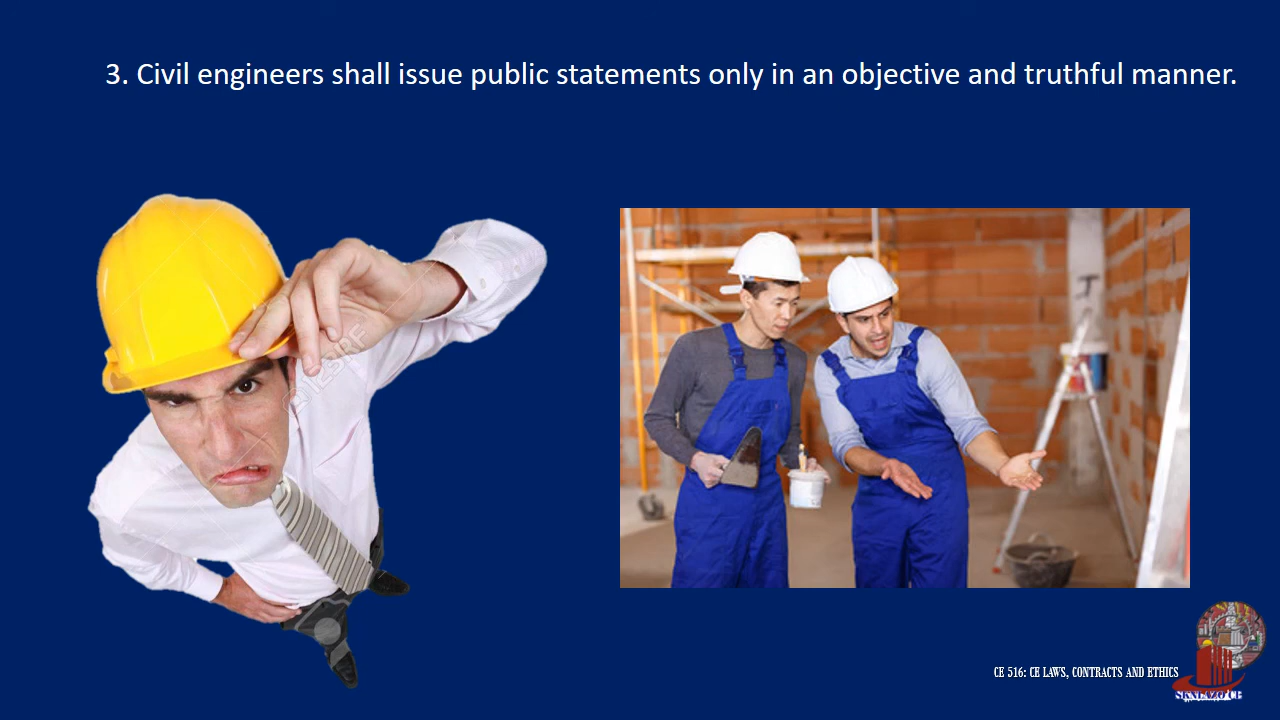 3. Civil engineers shall issue public statements only in an objective and truthful manner.
123RF
CE 516: CE LAWS, CONTRACTS AND ETHICS